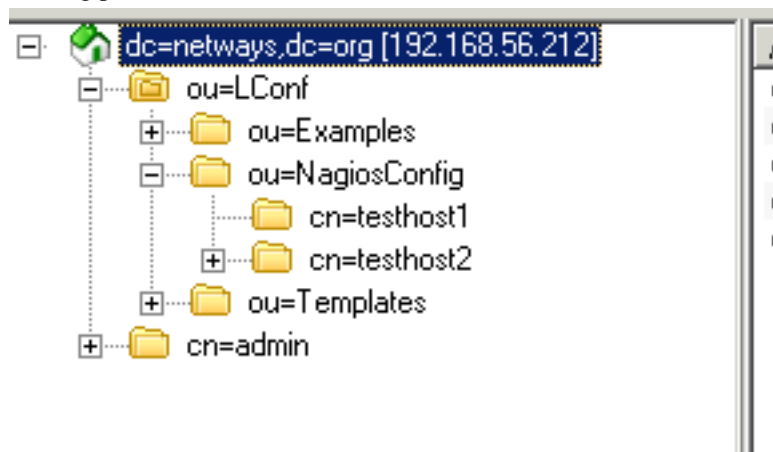 dc=netways,dc=org [192.168.56.212]
ou=LConf
ou=Examples
ou=NagiosConfig
cn=testhost1
cn=testhost2
ou=Templates
cn=admin